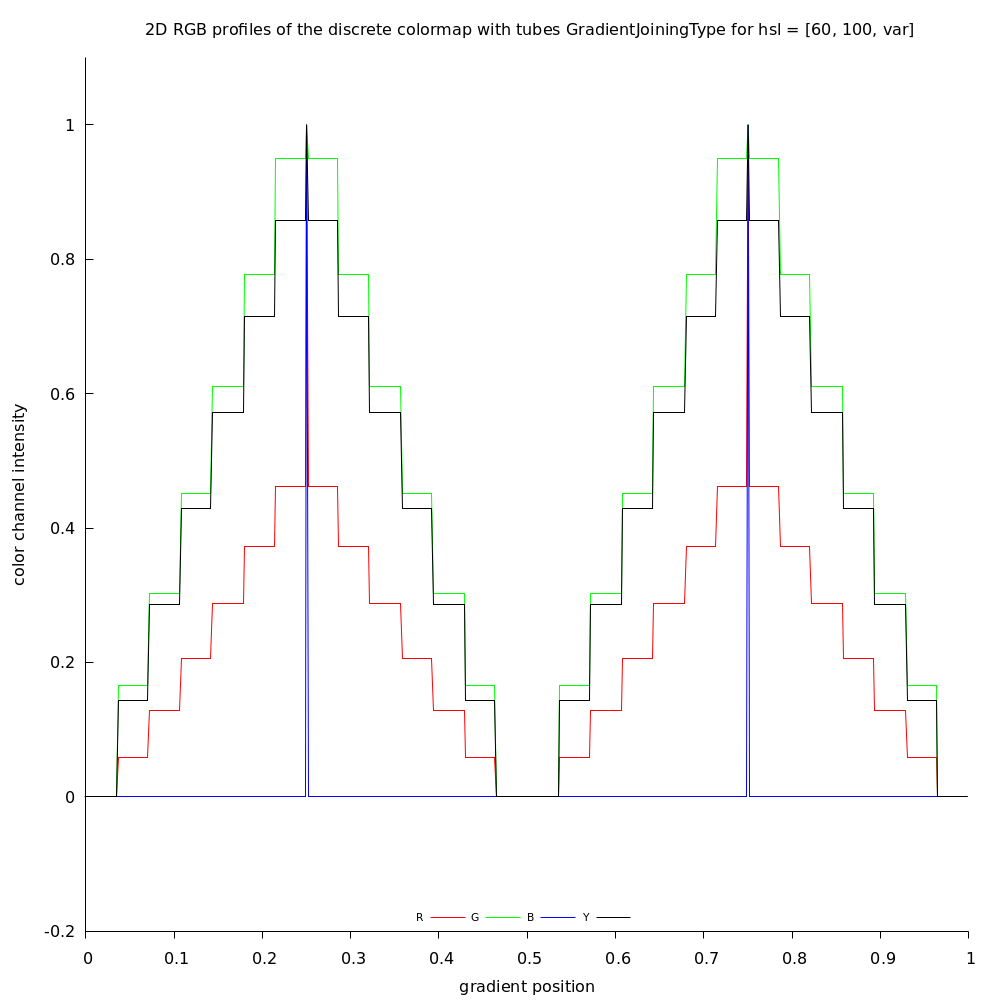 2D RGB profiles of the discrete colormap with tubes GradientJoiningType for hsl = [60, 100, var]
1
0.8
0.6
0.4
0.2
0
-0.2
color channel intensity
R G B Y
0 0.1 0.2 0.3 0.4 0.5 0.6 0.7 0.8 0.9 1
gradient position